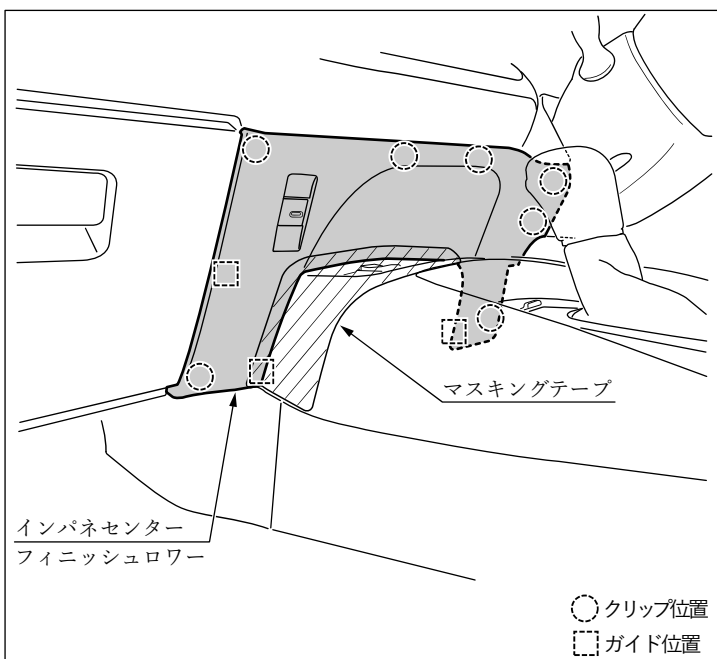 マスキングテープ
インパネセンター
フィニッシュロワー
クリップ位置
ガイド位置